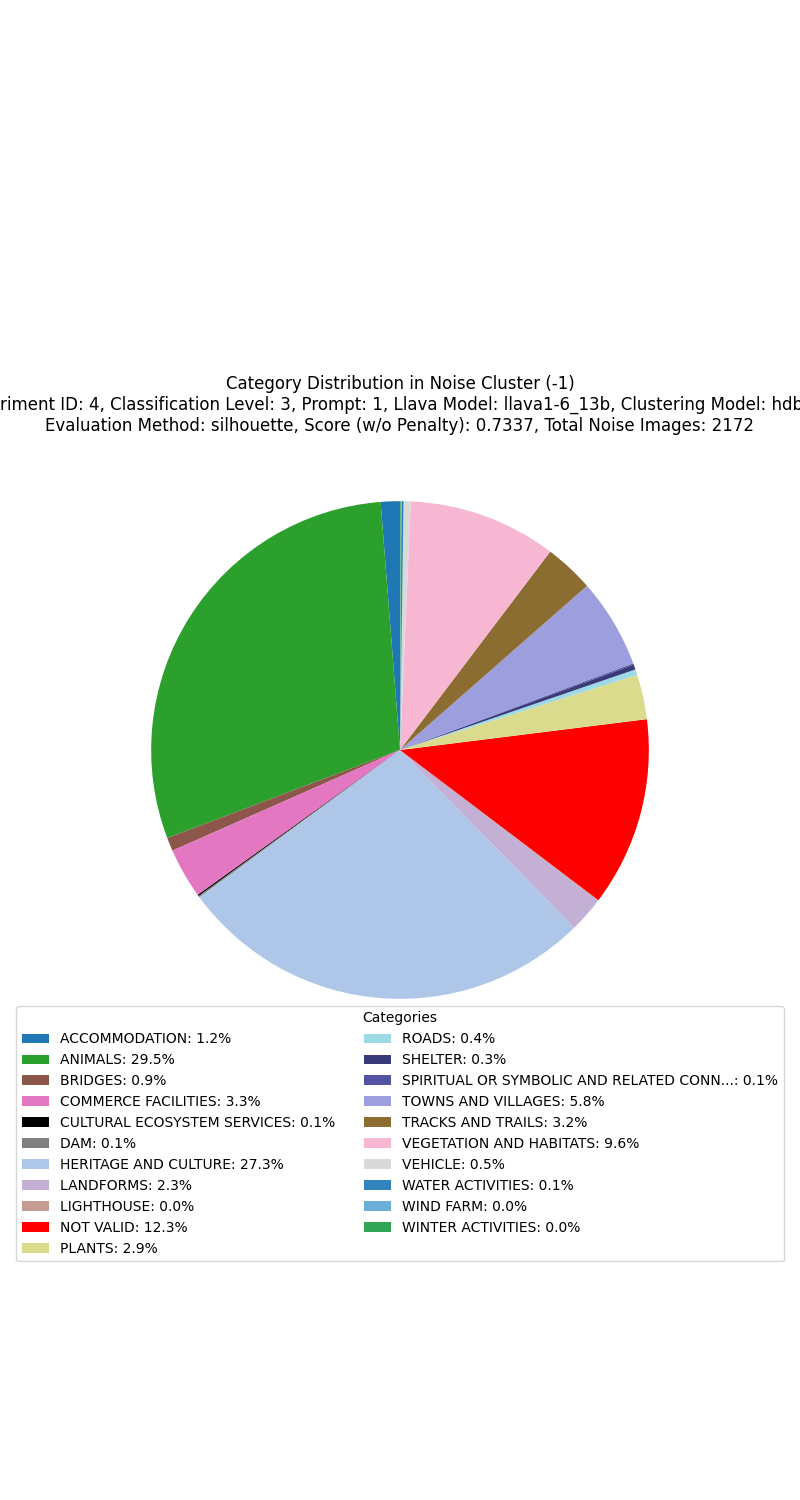 Category Distribution in Noise Cluster (-1)
riment ID: 4, Classification Level: 3, Prompt: 1, Llava Model: llava1-6_13b, Clustering Model: hdb
Evaluation Method: silhouette, Score (w/o Penalty): 0.7337, Total Noise Images: 2172
Categories
ACCOMMODATION: 1.2%
ANIMALS: 29.5%
BRIDGES: 0.9%
COMMERCE FACILITIES: 3.3%
CULTURAL ECOSYSTEM SERVICES: 0.1%
DAM: 0.1%
HERITAGE AND CULTURE: 27.3%
LANDFORMS: 2.3%
LIGHTHOUSE: 0.0%
NOT VALID: 12.3%
PLANTS: 2.9%
ROADS: 0.4%
SHELTER: 0.3%
SPIRITUAL OR SYMBOLIC AND RELATED CONN...: 0.1%
TOWNS AND VILLAGES: 5.8%
TRACKS AND TRAILS: 3.2%
VEGETATION AND HABITATS: 9.6%
VEHICLE: 0.5%
WATER ACTIVITIES: 0.1%
WIND FARM: 0.0%
WINTER ACTIVITIES: 0.0%